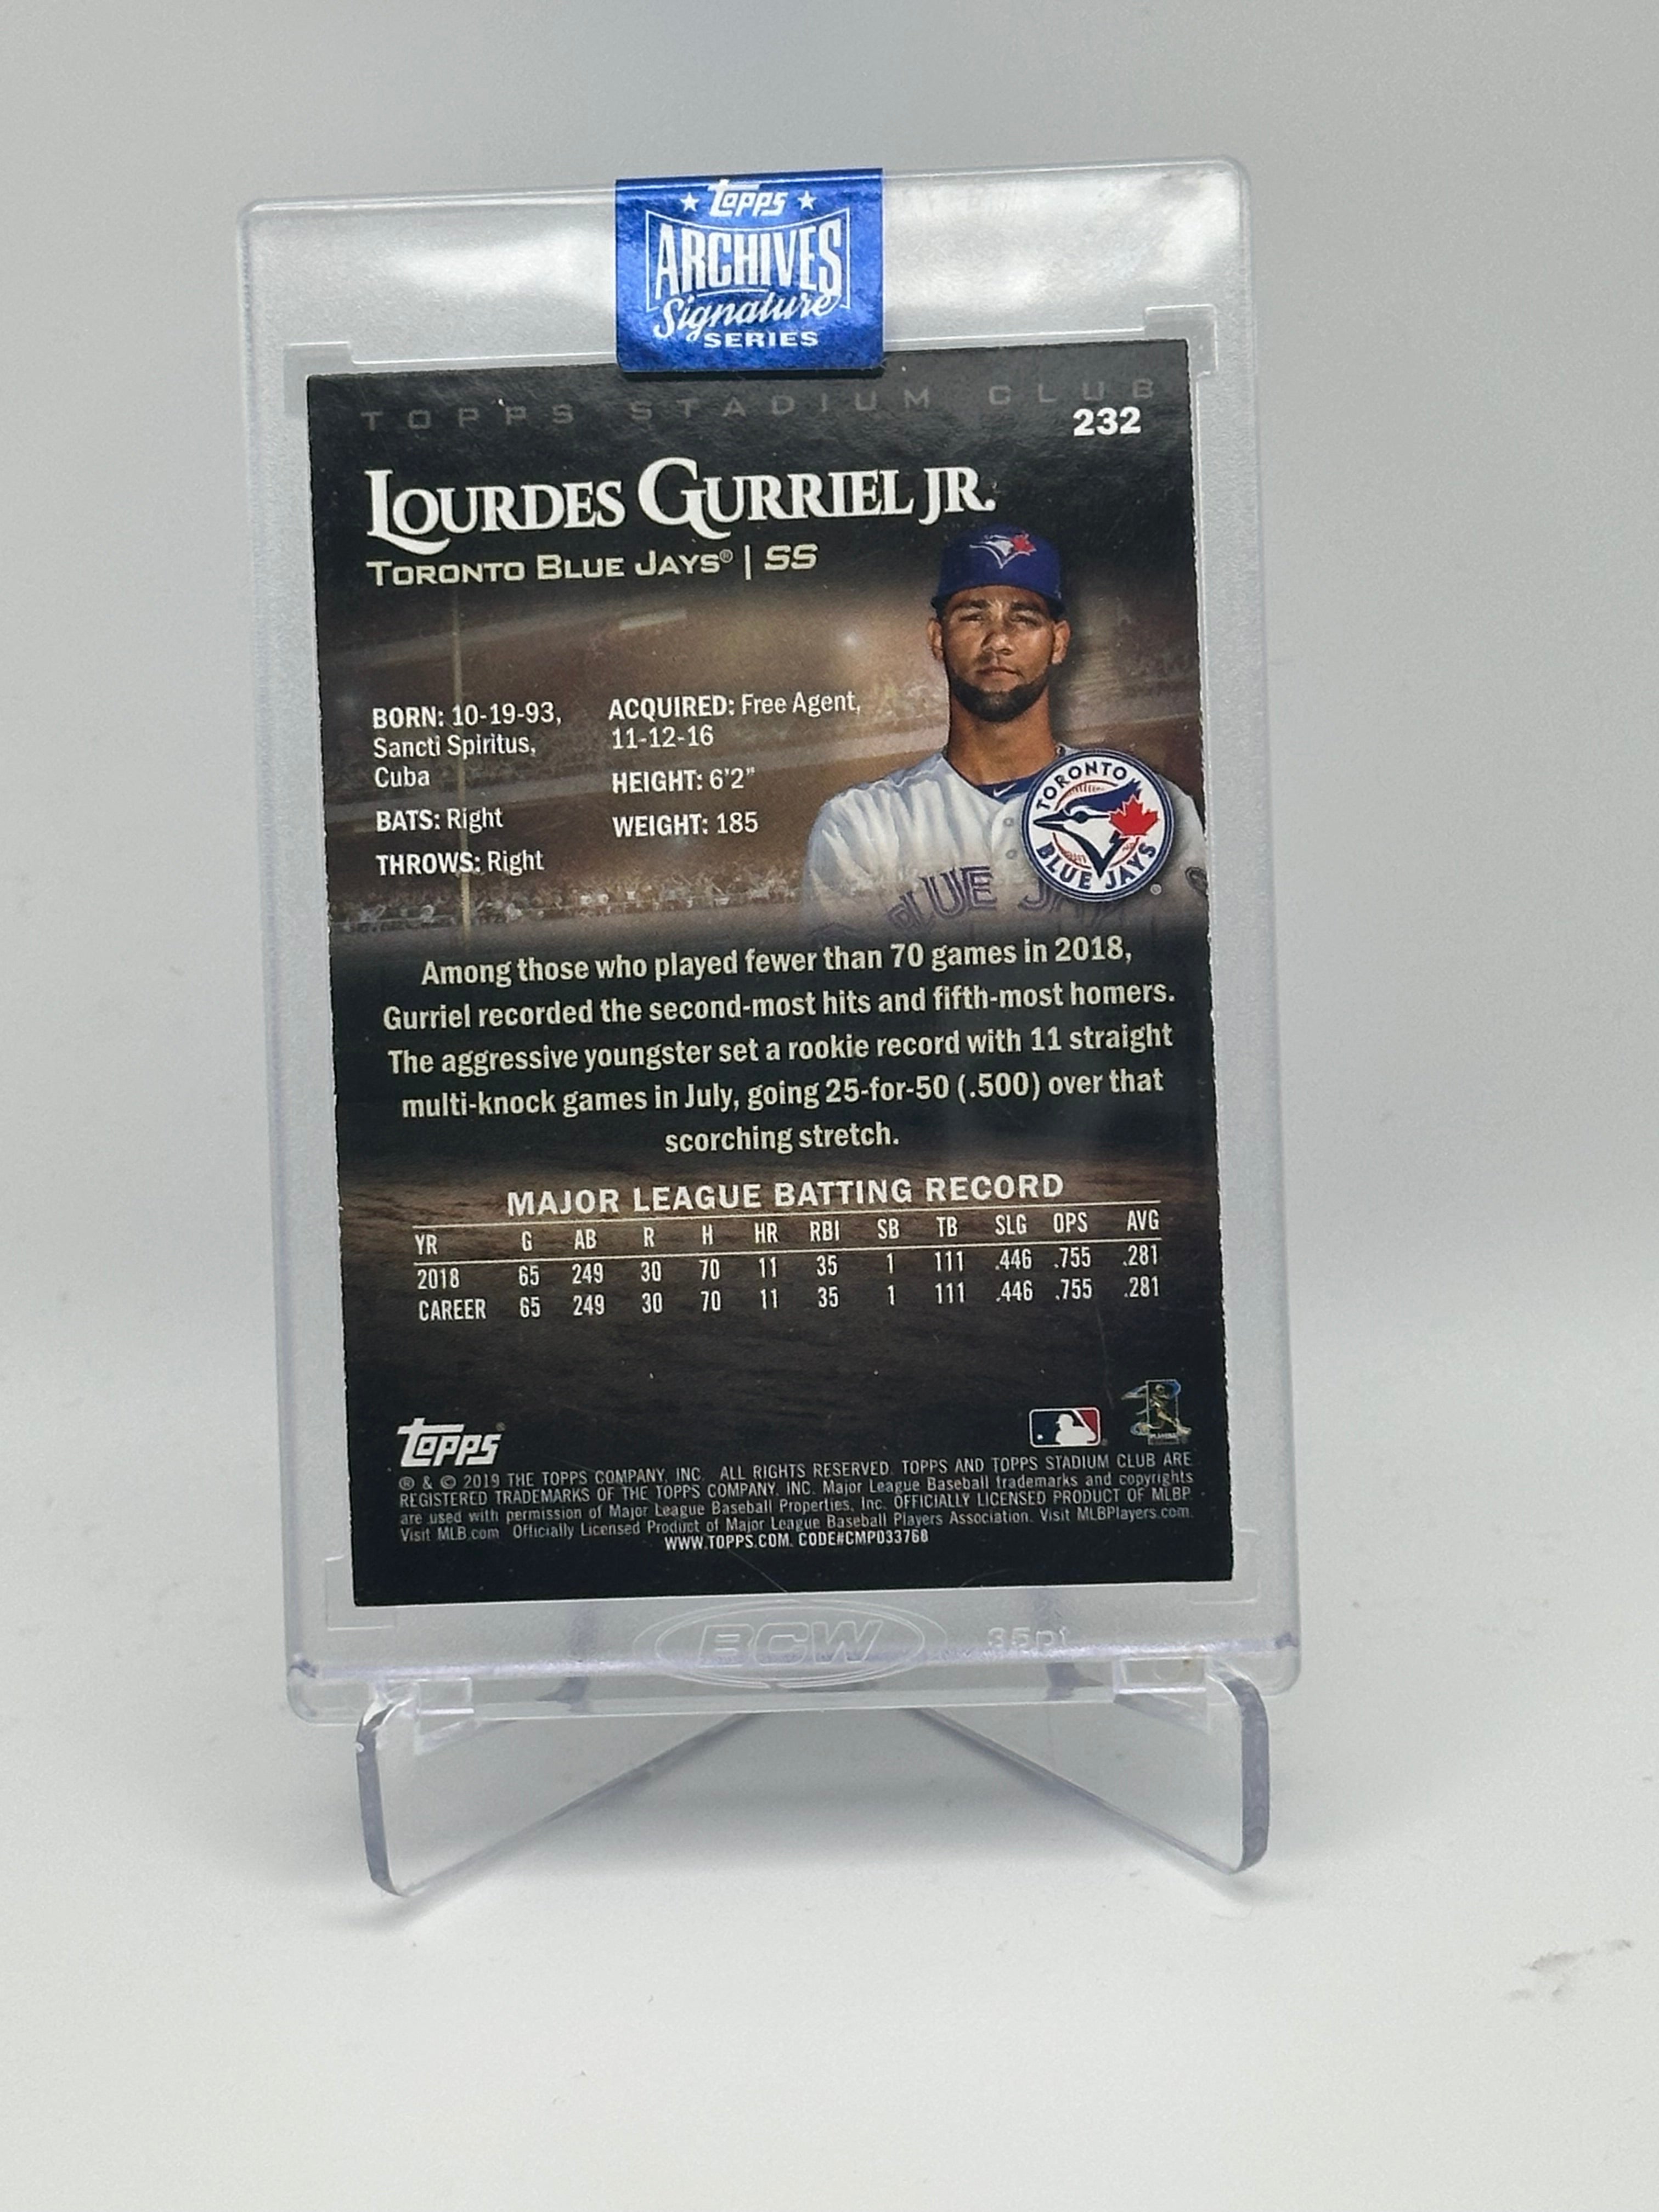 ★ Topps ★
ARCHIVES
Signature
SERIES
TOPPS STADIUM CLUB
232
LOURDES GURRIEL JR.
TORONTO BLUE JAYS® | SS
BORN: 10-19-93,
Sancti Spiritus,
Cuba
BATS: Right
THROWS: Right
ACQUIRED: Free Agent,
11-12-16
HEIGHT: 6'2"
WEIGHT: 185
TORONTO
BLUE JAYS
®
BLUE JA
Among those who played fewer than 70 games in 2018,
Gurriel recorded the second-most hits and fifth-most homers.
The aggressive youngster set a rookie record with 11 straight
multi-knock games in July, going 25-for-50 (.500) over that
scorching stretch.
MAJOR LEAGUE BATTING RECORD
YR G AB R H HR RBI SB TB SLG OPS AVG
2018 65 249 30 70 11 35 1 111 .446 .755 .281
CAREER 65 249 30 70 11 35 1 111 .446 .755 .281
Topps®
PLAYERS
® & © 2019 THE TOPPS COMPANY, INC. ALL RIGHTS RESERVED. TOPPS AND TOPPS STADIUM CLUB ARE
REGISTERED TRADEMARKS OF THE TOPPS COMPANY, INC. Major League Baseball trademarks and copyrights
are used with permission of Major League Baseball Properties, Inc. OFFICIALLY LICENSED PRODUCT OF MLBP.
Visit MLB.com Officially Licensed Product of Major League Baseball Players Association. Visit MLBPlayers.com.
WWW.TOPPS.COM. CODE#CMP033768
BCW 35pt